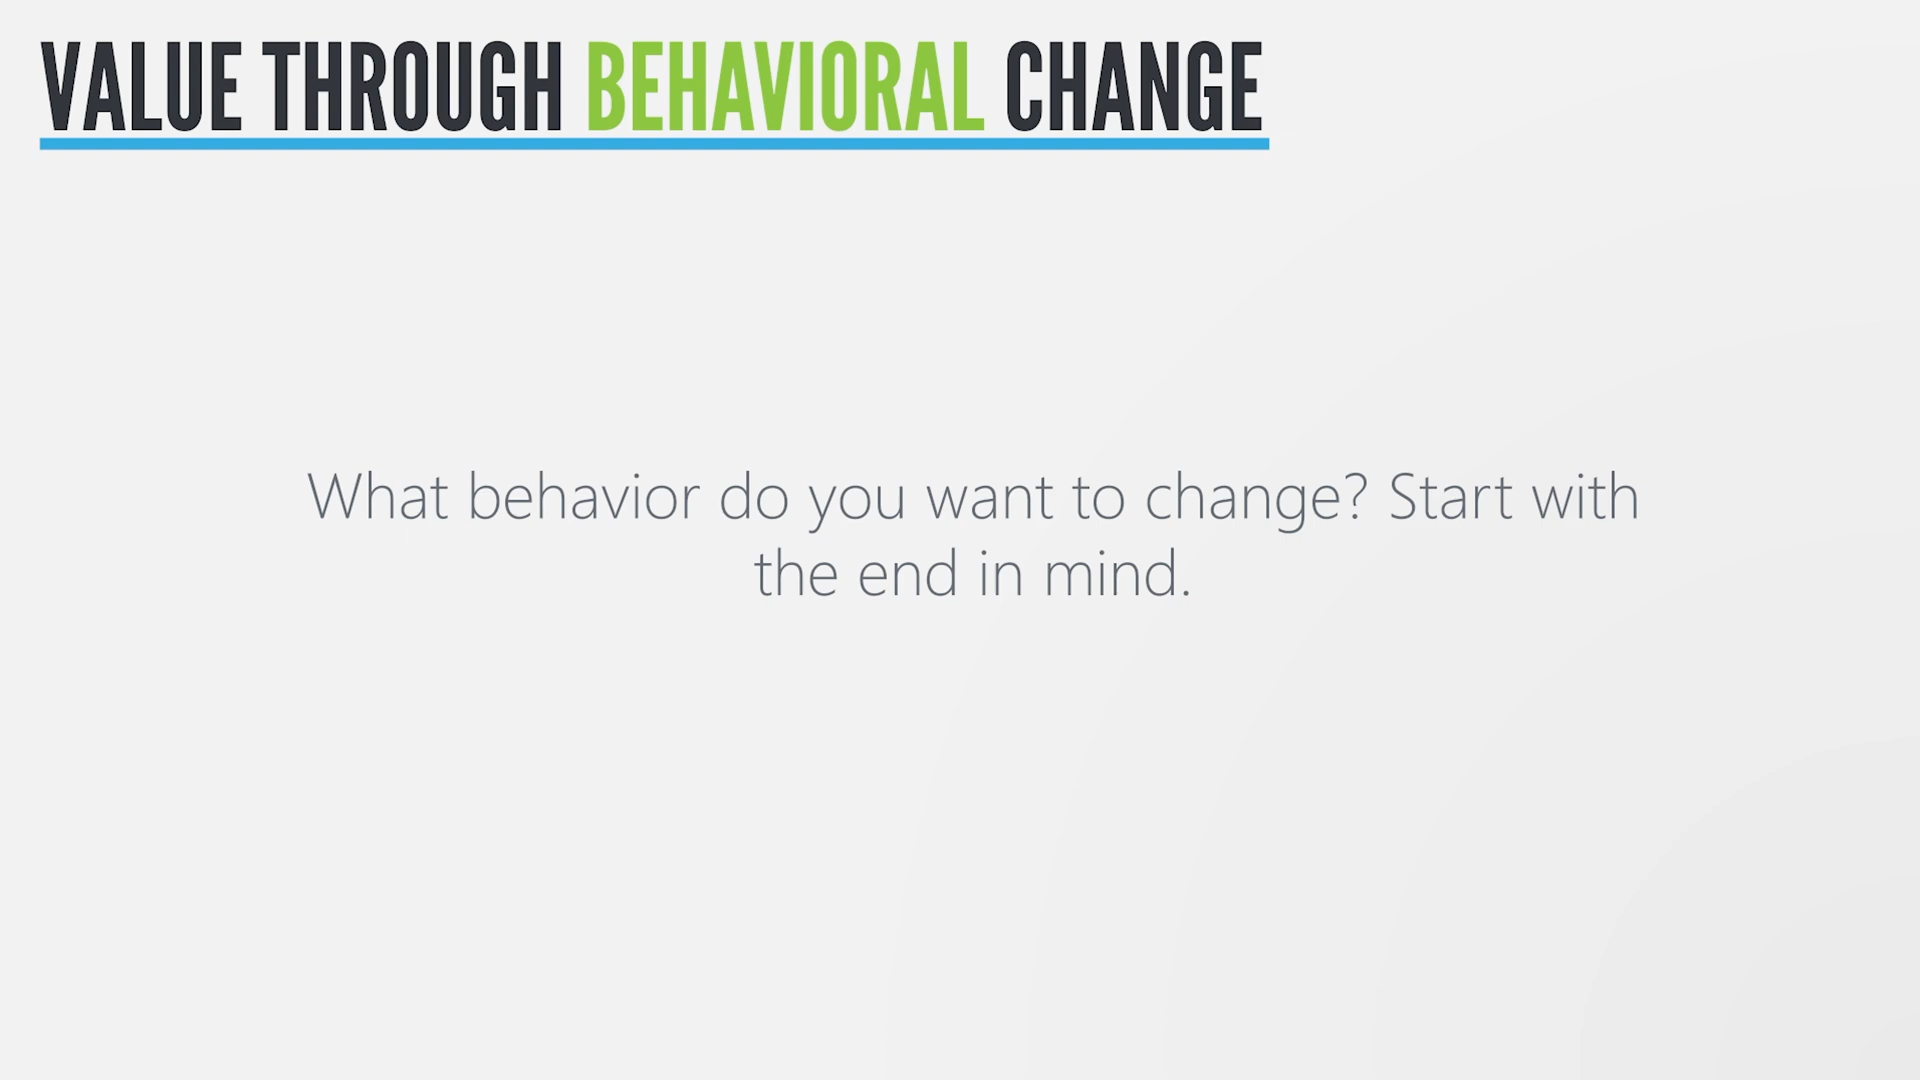 VALUE THROUGH BEHAVIORAL CHANGE
What behavior do you want to change? Start with
the end in mind.